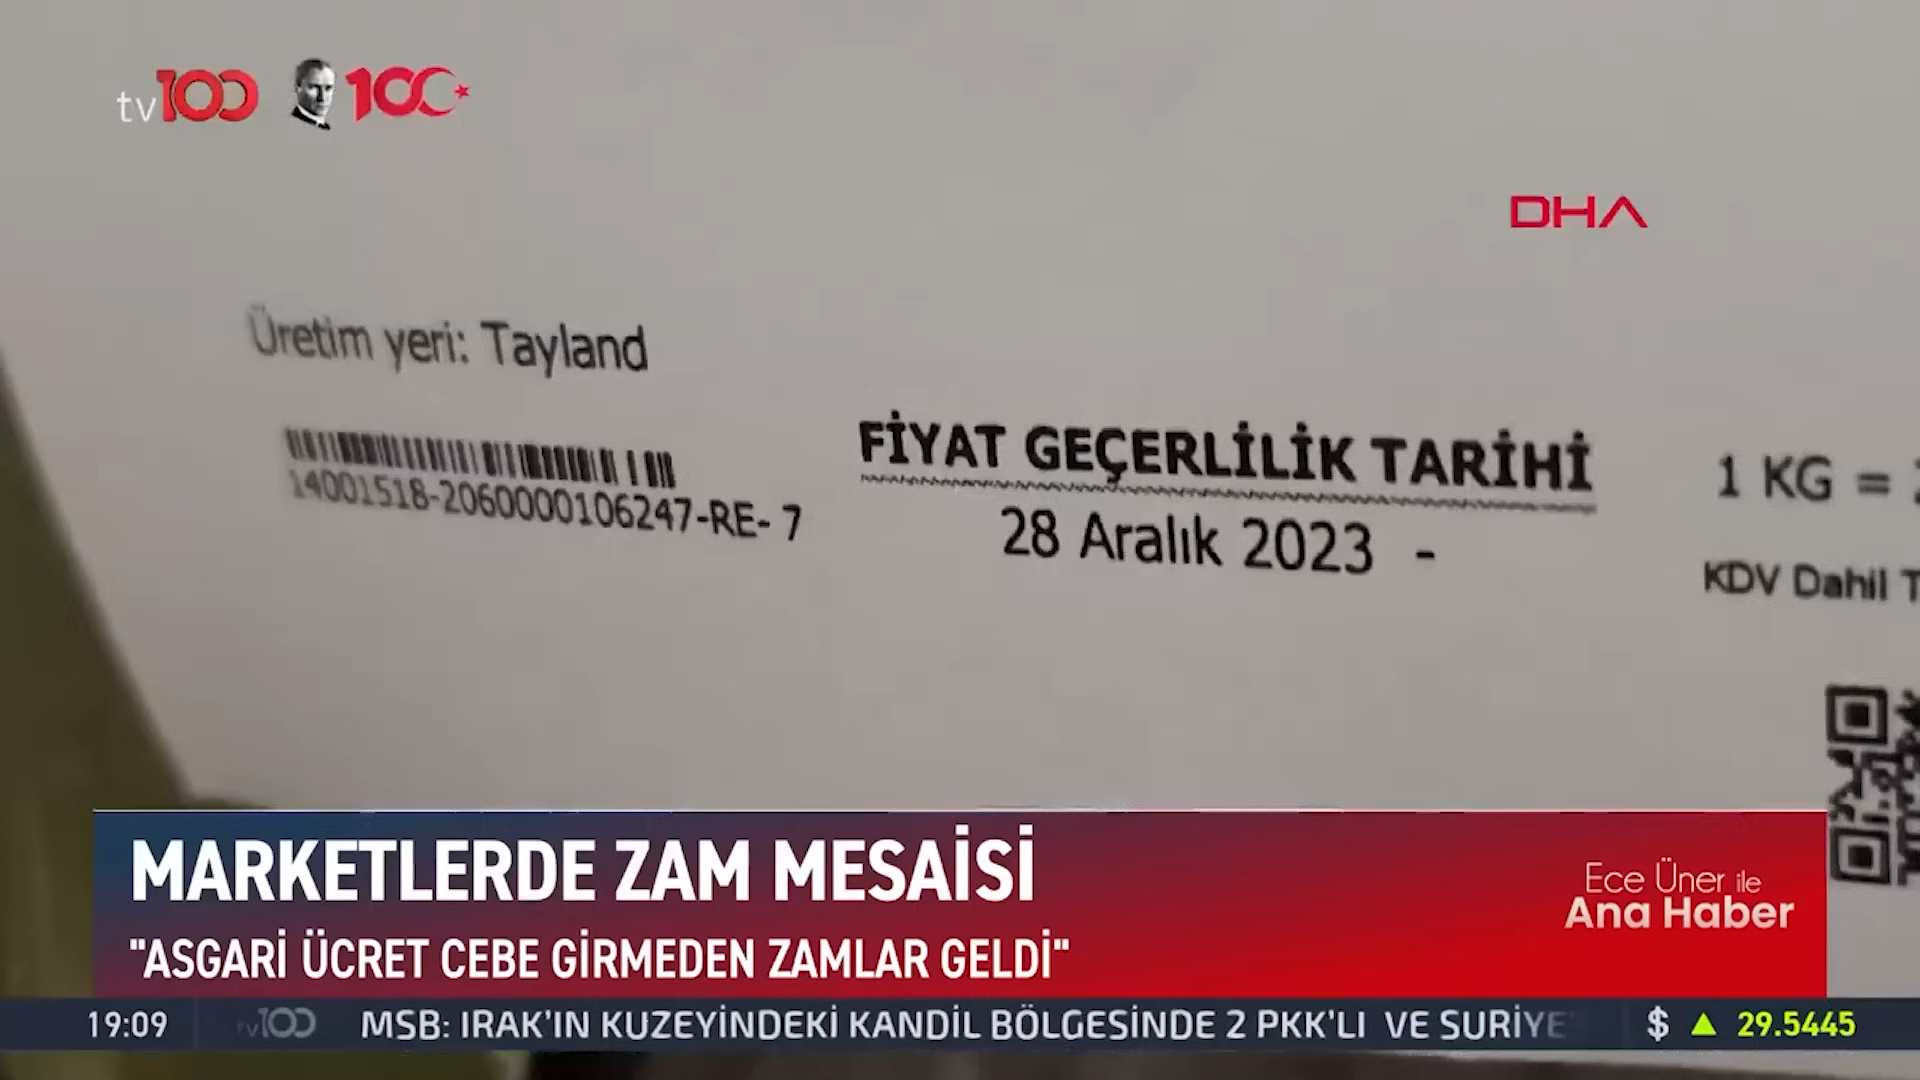 tv100
100
DHA
Üretim yeri: Tayland
14001518-2060000106247-RE- 7
FİYAT GEÇERLİLİK TARİHİ
28 Aralık 2023 -
1 KG =
KDV Dahil
MARKETLERDE ZAM MESAİSİ
"ASGARİ ÜCRET CEBE GİRMEDEN ZAMLAR GELDİ"
Ece Üner ile
Ana Haber
19:09
tv100
MSB: IRAK'IN KUZEYİNDEKİ KANDİL BÖLGESİNDE 2 PKK'LI VE SURİYE
$ ▲ 29.5445